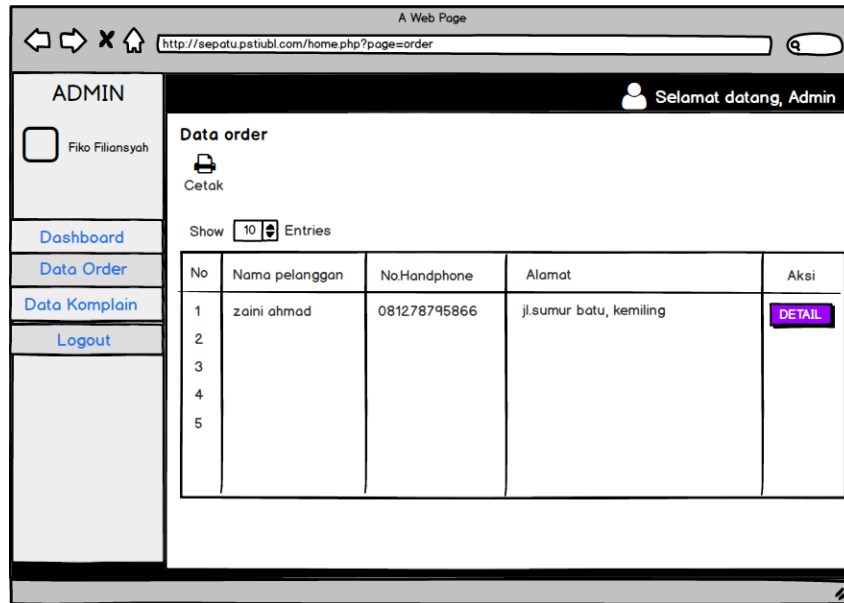 A Web Page
http://sepatu.pstiubl.com/home.php?page=order
ADMIN
Selamat datang, Admin
Fiko Filiansyah
Data order
Cetak
Show 10 Entries
Dashboard
Data Order
Data Komplain
Logout
No Nama pelanggan No.Handphone Alamat Aksi
1 zaini ahmad 081278795866 jl.sumur batu, kemiling DETAIL
2
3
4
5